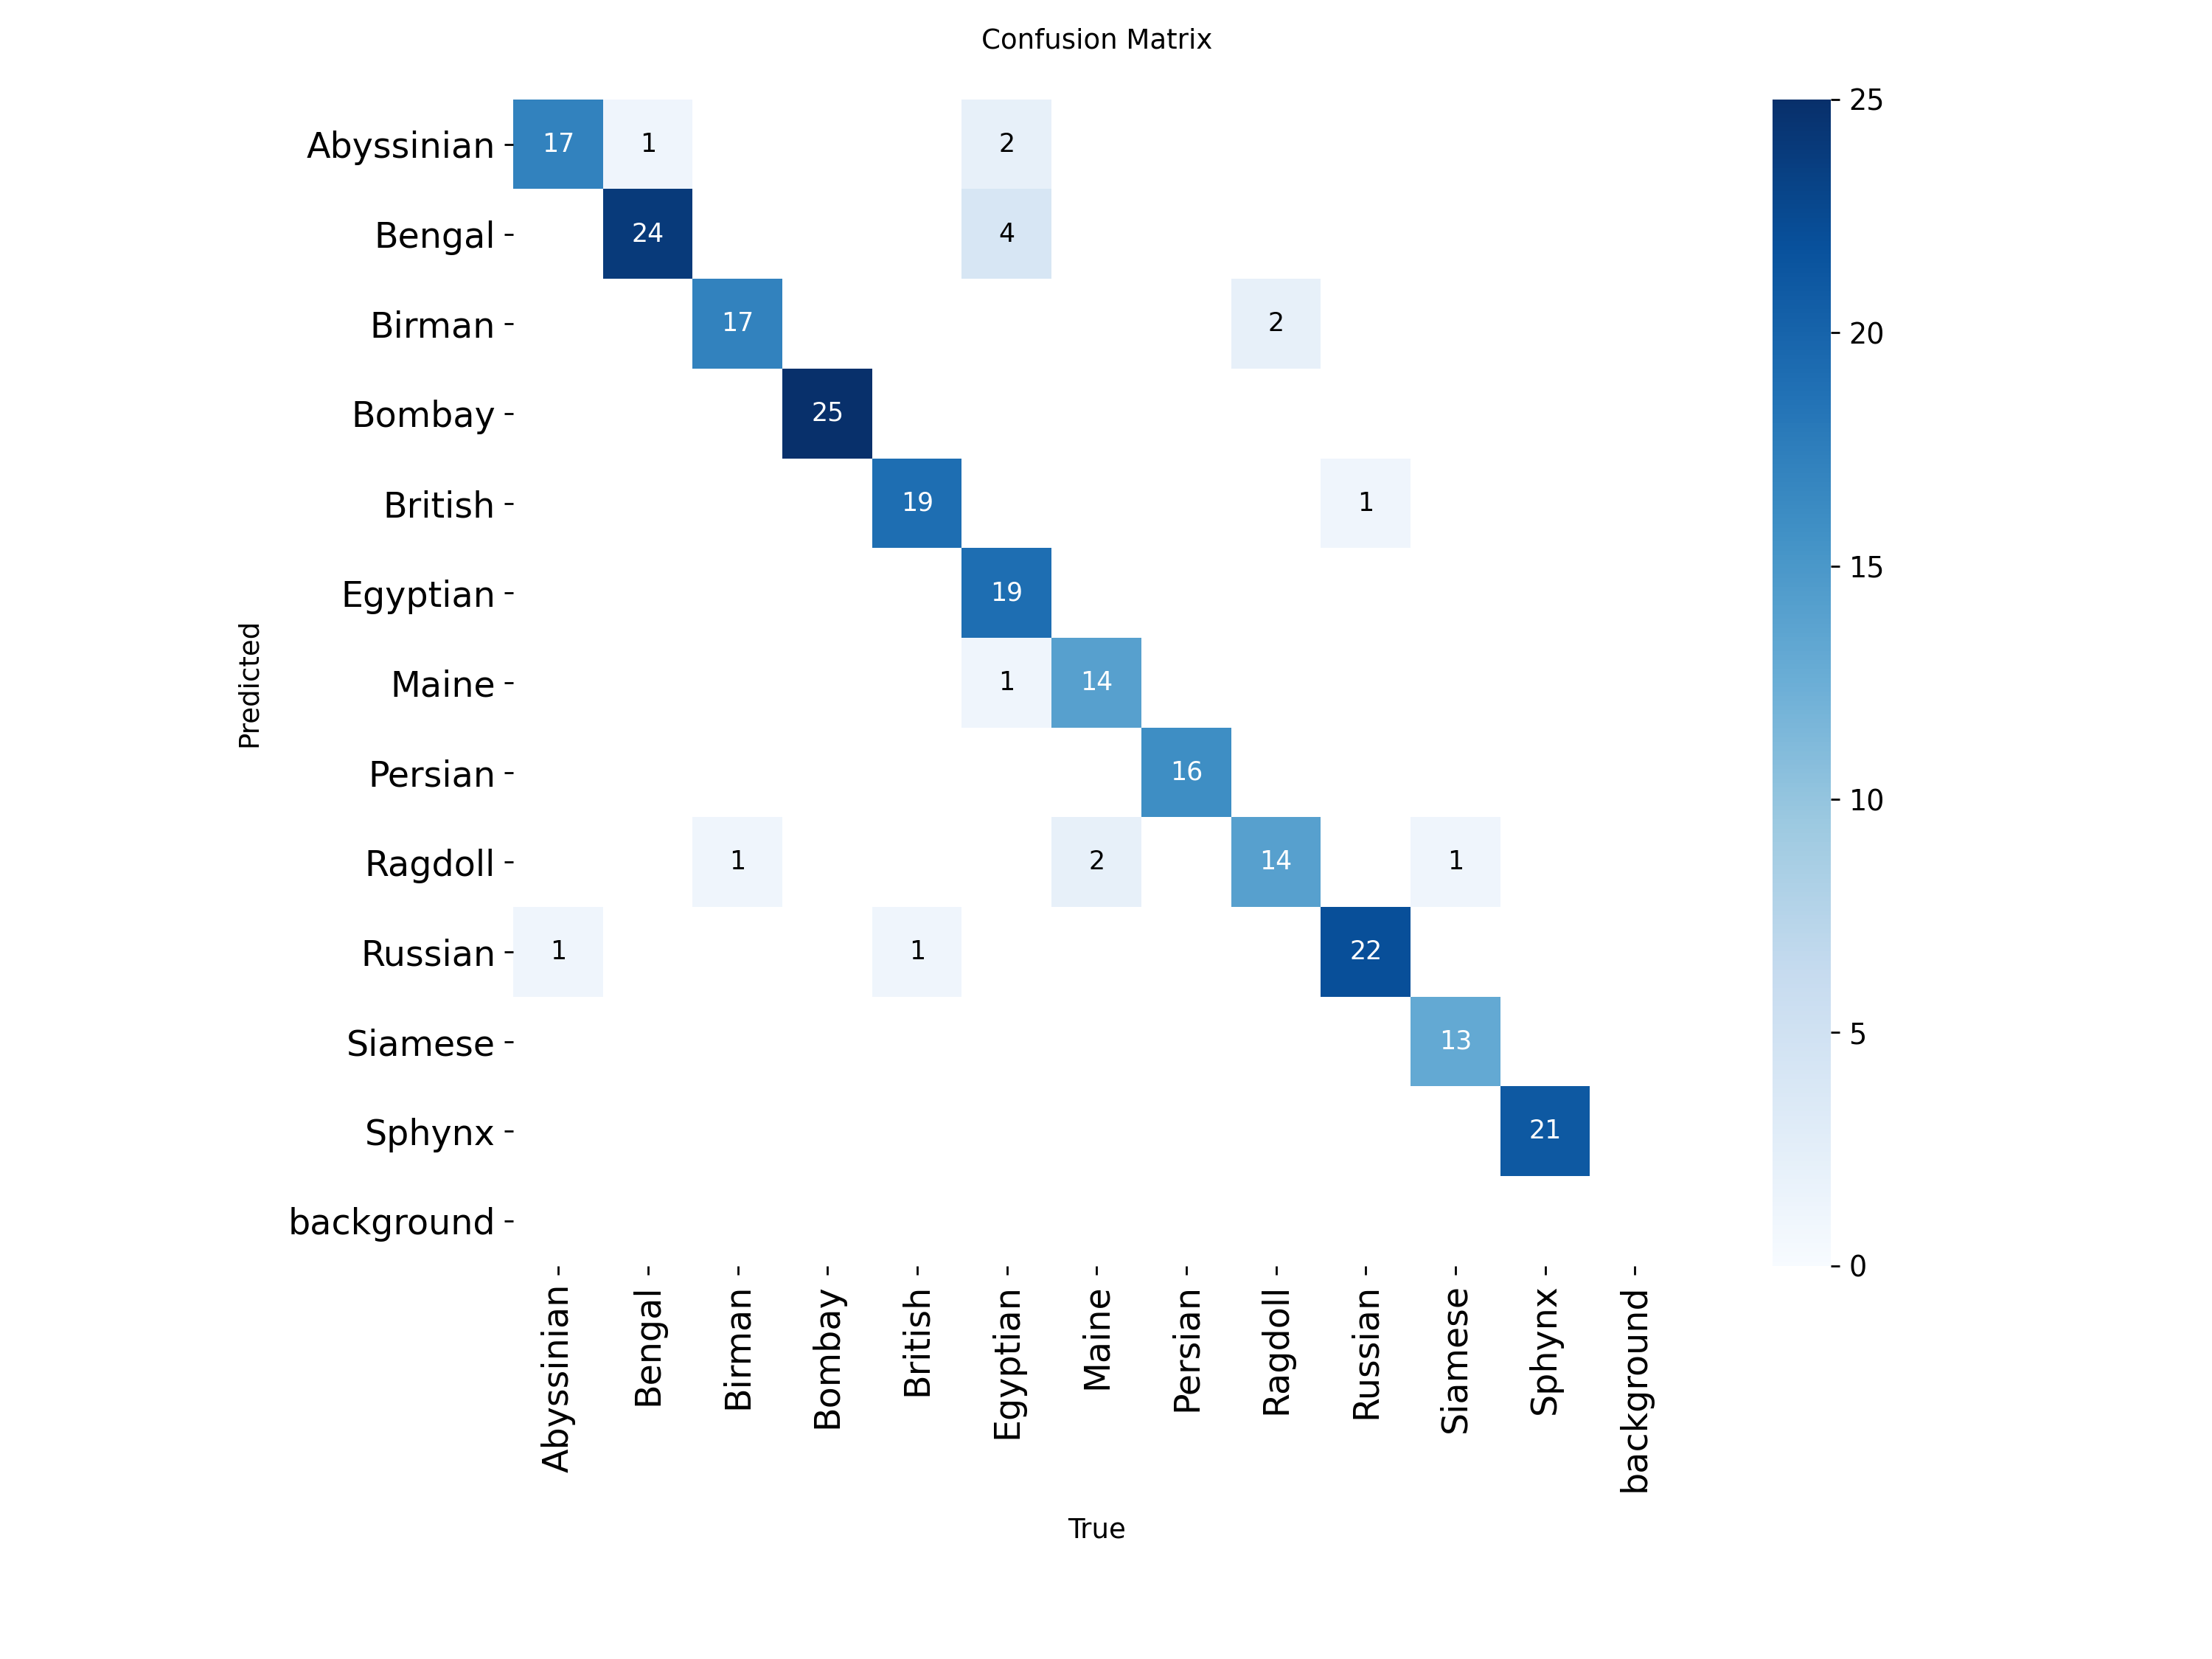 Confusion Matrix
Abyssinian 17 1 2
Bengal 24 4
Birman 17 2
Bombay 25
British 19 1
Egyptian 19
Maine 1 14
Persian 16
Ragdoll 1 2 14 1
Russian 1 1 22
Siamese 13
Sphynx 21
background
Predicted
Abyssinian Bengal Birman Bombay British Egyptian Maine Persian Ragdoll Russian Siamese Sphynx background
True
25
20
15
10
5
0